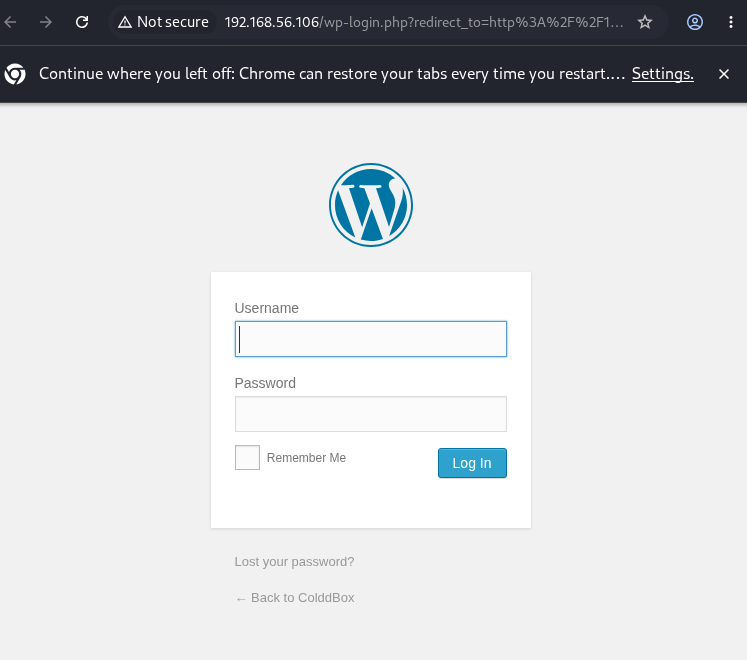 Not secure 192.168.56.106/wp-login.php?redirect_to=http%3A%2F%2F1...
Continue where you left off: Chrome can restore your tabs every time you restart.... Settings.
Username
Password
Remember Me
Log In
Lost your password?
← Back to ColddBox